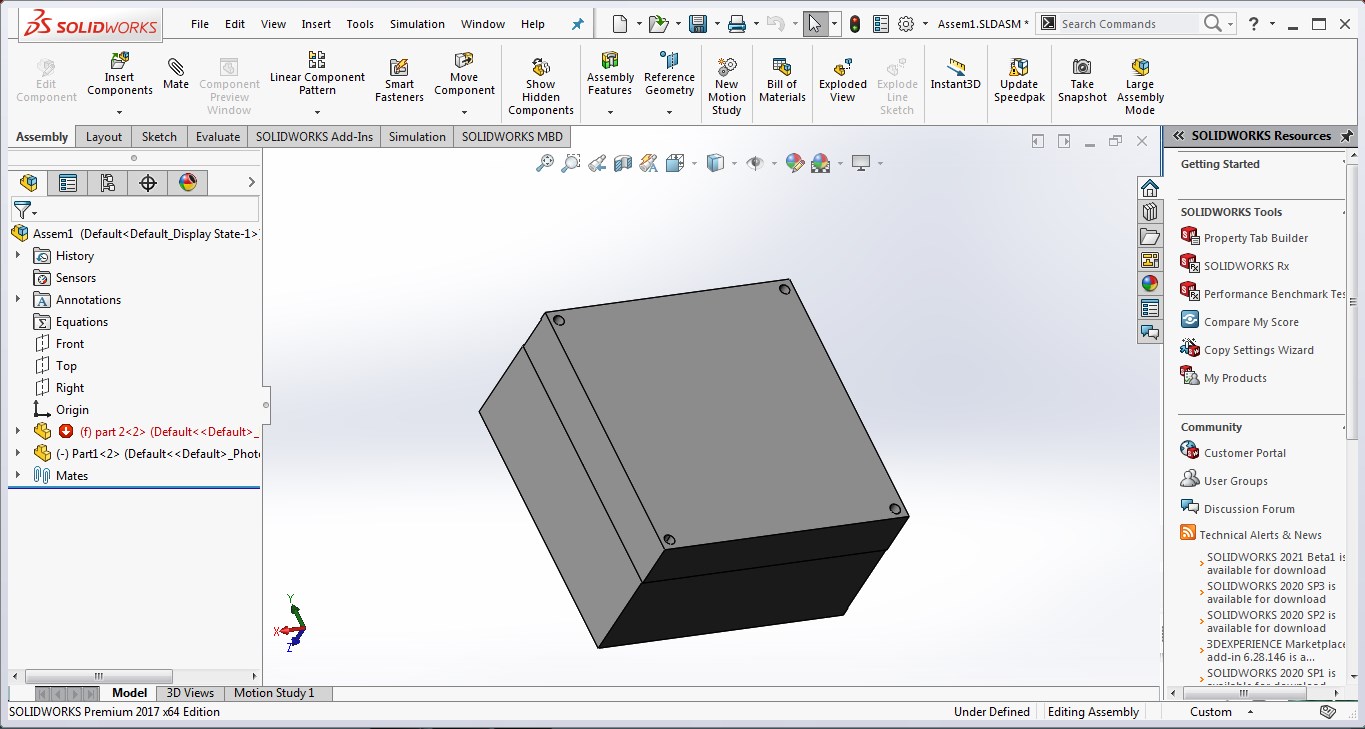 SOLIDWORKS
File Edit View Insert Tools Simulation Window Help
Assem1.SLDASM *
Search Commands
?
Edit Component
Insert Components
Mate
Component Preview Window
Linear Component Pattern
Smart Fasteners
Move Component
Show Hidden Components
Assembly Features
Reference Geometry
New Motion Study
Bill of Materials
Exploded View
Explode Line Sketch
Instant3D
Update Speedpak
Take Snapshot
Large Assembly Mode
Assembly Layout Sketch Evaluate SOLIDWORKS Add-Ins Simulation SOLIDWORKS MBD
Assem1 (Default<Default_Display State-1>
History
Sensors
Annotations
Equations
Front
Top
Right
Origin
(f) part 2<2> (Default<<Default>_
(-) Part1<2> (Default<<Default>_Phot
Mates
Y
X
Z
Model 3D Views Motion Study 1
SOLIDWORKS Premium 2017 x64 Edition
Under Defined Editing Assembly Custom
SOLIDWORKS Resources
Getting Started
SOLIDWORKS Tools
Property Tab Builder
SOLIDWORKS Rx
Performance Benchmark Tes
Compare My Score
Copy Settings Wizard
My Products
Community
Customer Portal
User Groups
Discussion Forum
Technical Alerts & News
SOLIDWORKS 2021 Beta1 is
available for download
SOLIDWORKS 2020 SP3 is
available for download
SOLIDWORKS 2020 SP2 is
available for download
3DEXPERIENCE Marketplace
add-in 6.28.146 is a...
SOLIDWORKS 2020 SP1 is